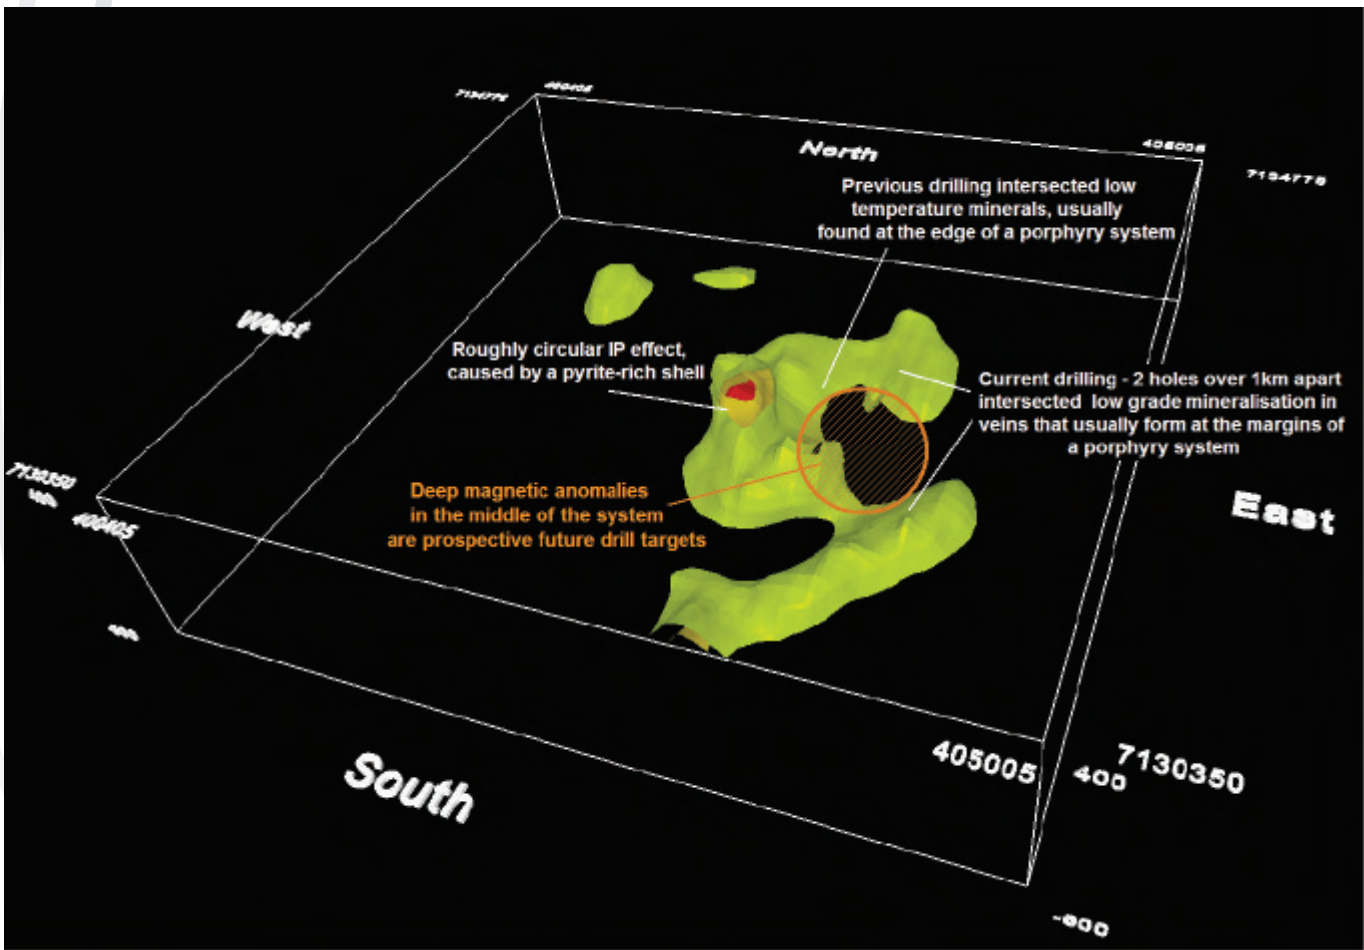 7134775
400405
North
405005
7134775
Previous drilling intersected low
temperature minerals, usually
found at the edge of a porphyry system
West
Roughly circular IP effect,
caused by a pyrite-rich shell
Current drilling - 2 holes over 1km apart
intersected low grade mineralisation in
veins that usually form at the margins of
a porphyry system
Deep magnetic anomalies
in the middle of the system
are prospective future drill targets
7130350
400405
East
South
405005
400
7130350
-600